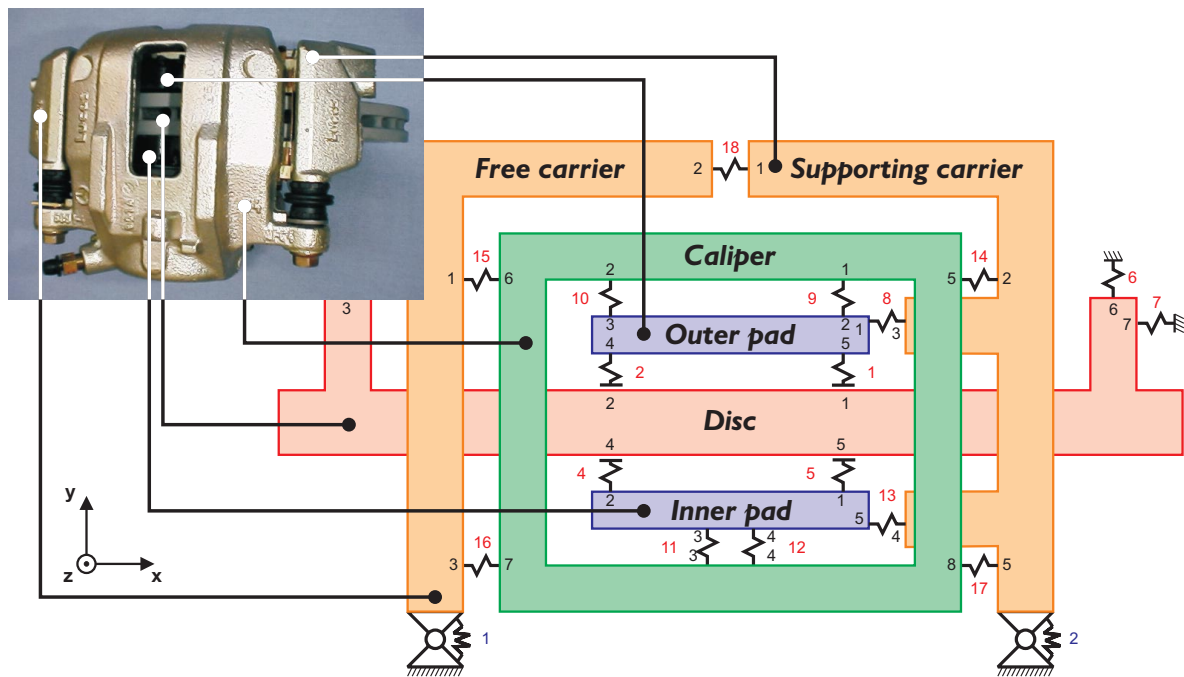 18
Free carrier 2 1 Supporting carrier
Caliper
15 14
1 6 2 1 5 2 6
10 9 8 7
3 3 2 1 3 6 7
Outer pad
4 5
2 1
2 1
Disc
4 5
4 5
2 1 13
Inner pad 5
4
3 4
11 12
3 4
16
3 7 8 5
17
y
z x
1 2